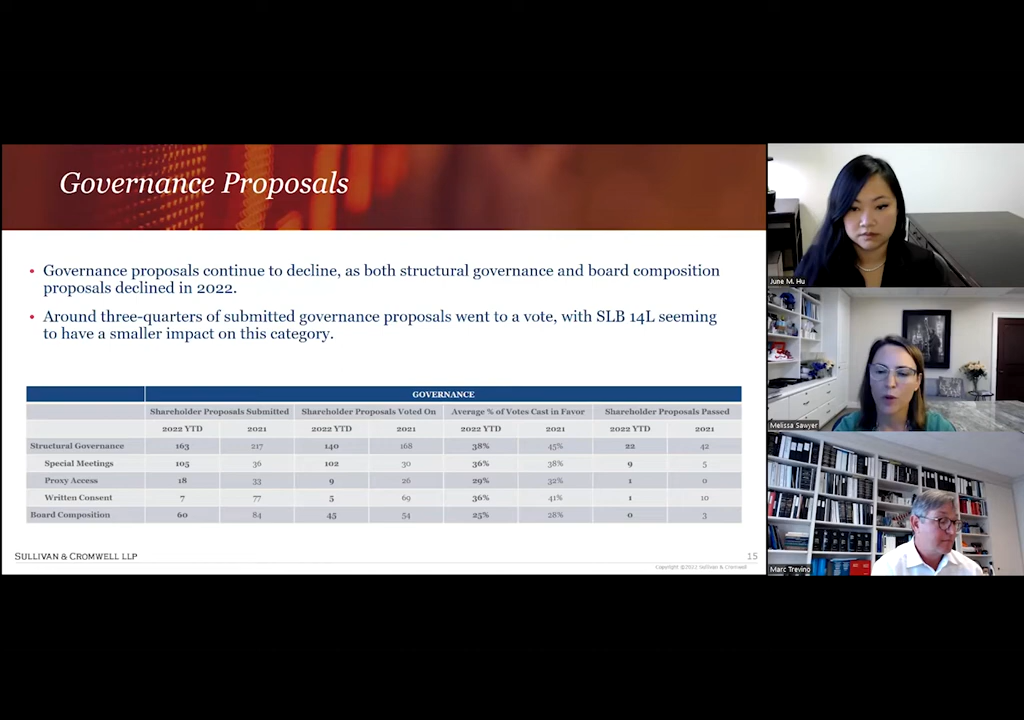 Governance Proposals
• Governance proposals continue to decline, as both structural governance and board composition
proposals declined in 2022.
• Around three-quarters of submitted governance proposals went to a vote, with SLB 14L seeming
to have a smaller impact on this category.
GOVERNANCE
Shareholder Proposals Submitted Shareholder Proposals Voted On Average % of Votes Cast in Favor Shareholder Proposals Passed
2022 YTD 2021 2022 YTD 2021 2022 YTD 2021 2022 YTD 2021
Structural Governance 163 217 140 168 38% 45% 22 42
Special Meetings 105 36 102 30 36% 38% 9 5
Proxy Access 18 33 9 26 29% 32% 1 0
Written Consent 7 77 5 69 36% 41% 1 10
Board Composition 60 84 45 54 25% 28% 0 3
SULLIVAN & CROMWELL LLP
15
Copyright ©2022 Sullivan & Cromwell
June M. Hu
Melissa Sawyer
Marc Trevino